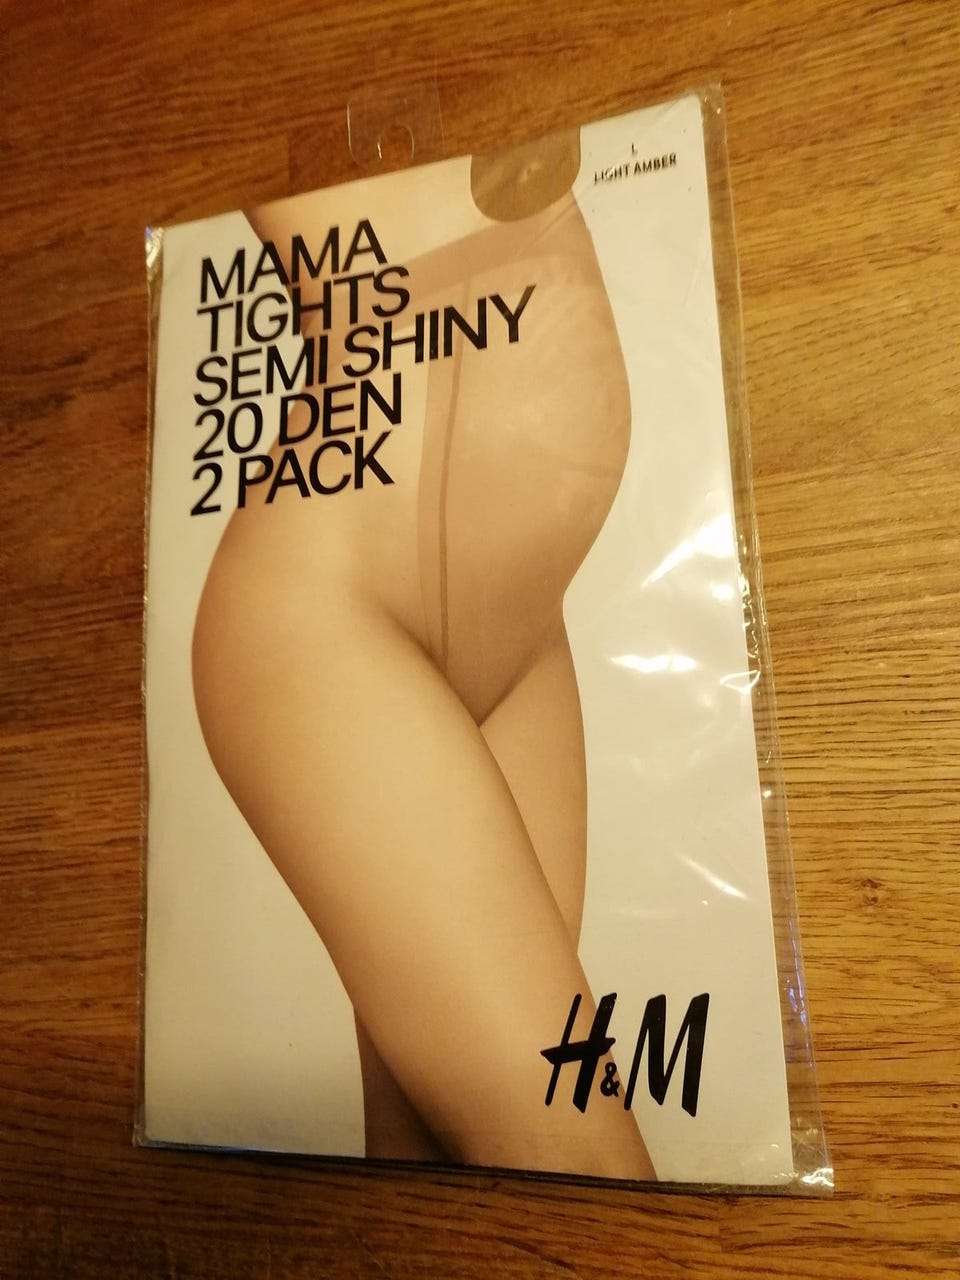 L
LIGHT AMBER
MAMA
TIGHTS
SEMI SHINY
20 DEN
2 PACK
H&M